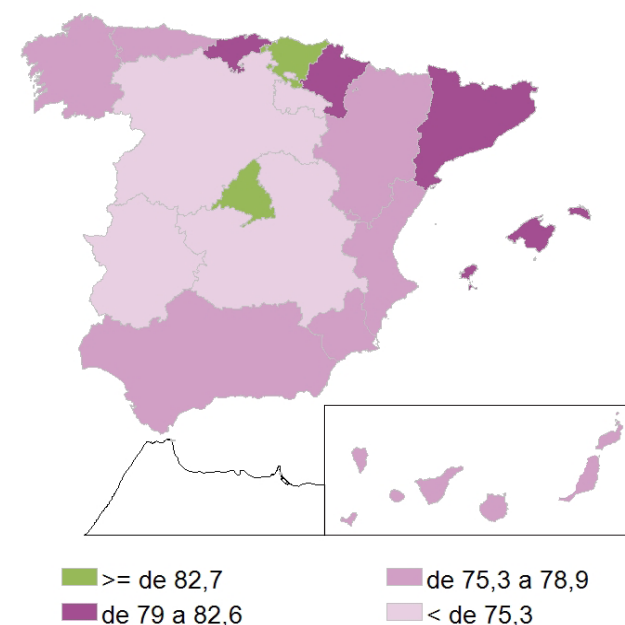 >= de 82,7
de 75,3 a 78,9
de 79 a 82,6
< de 75,3